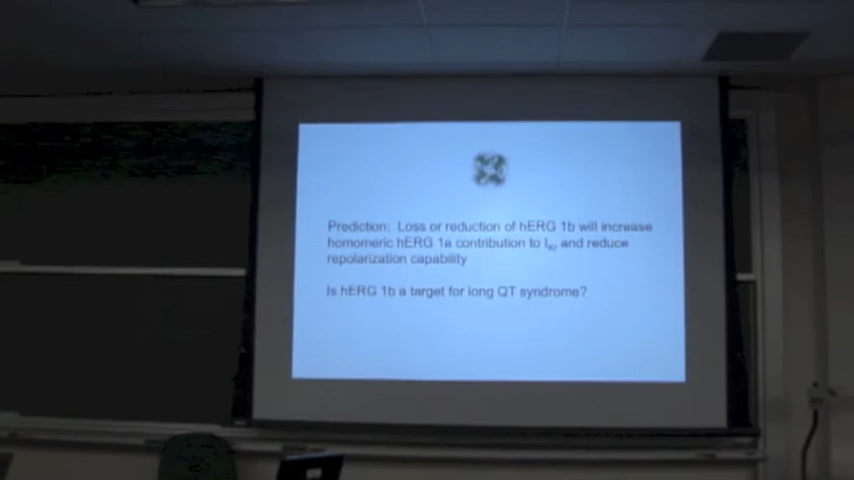 Prediction: Loss or reduction of hERG 1b will increase
homomeric hERG 1a contribution to IKr and reduce
repolarization capability
Is hERG 1b a target for long QT syndrome?